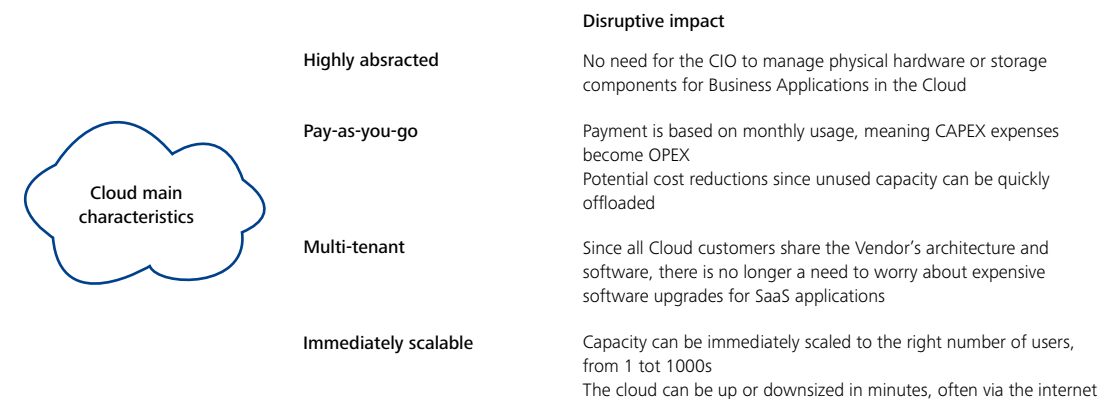 Disruptive impact
Highly absracted
No need for the CIO to manage physical hardware or storage
components for Business Applications in the Cloud
Pay-as-you-go
Payment is based on monthly usage, meaning CAPEX expenses
become OPEX
Potential cost reductions since unused capacity can be quickly
offloaded
Cloud main
characteristics
Multi-tenant
Since all Cloud customers share the Vendor’s architecture and
software, there is no longer a need to worry about expensive
software upgrades for SaaS applications
Immediately scalable
Capacity can be immediately scaled to the right number of users,
from 1 tot 1000s
The cloud can be up or downsized in minutes, often via the internet